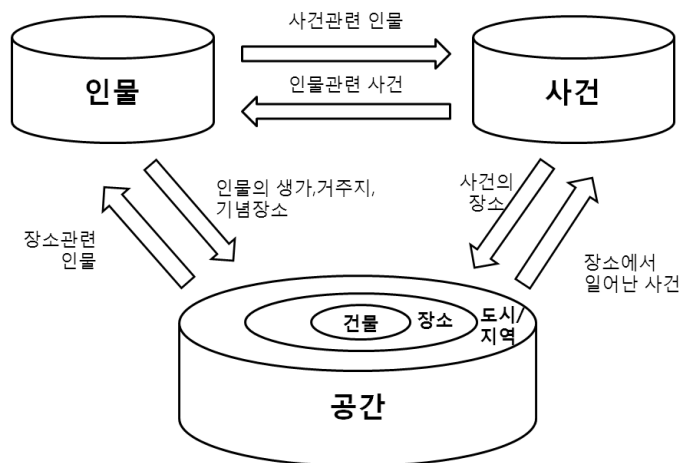 사건관련 인물
인물
사건
인물관련 사건
인물의 생가,거주지,
기념장소
사건의
장소
장소관련
인물
장소에서
일어난 사건
건물
장소
도시/
지역
공간